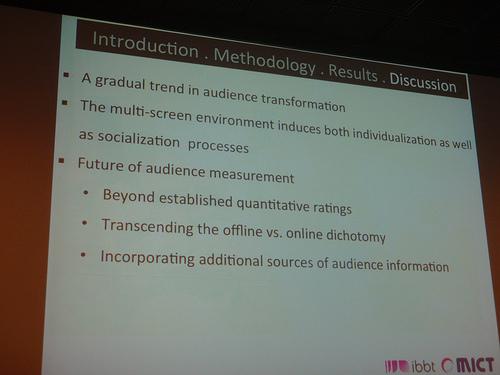 Introduction . Methodology . Results . Discussion
▪ A gradual trend in audience transformation
▪ The multi-screen environment induces both individualization as well
as socialization processes
▪ Future of audience measurement
• Beyond established quantitative ratings
• Transcending the offline vs. online dichotomy
• Incorporating additional sources of audience information
ibbt MICT